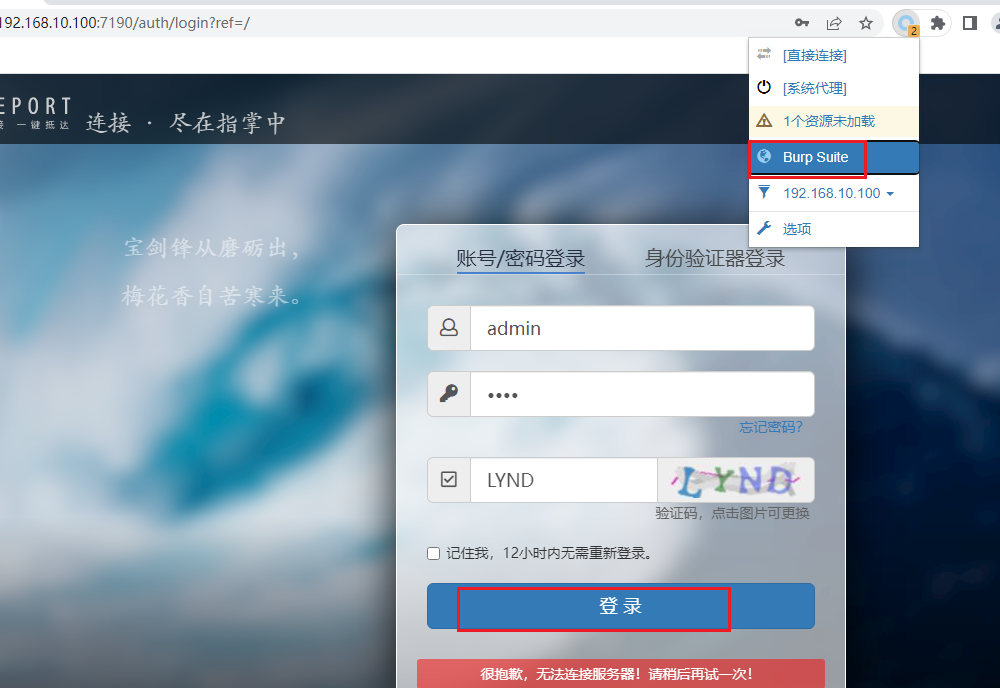 192.168.10.100:7190/auth/login?ref=/
2
[直接连接]
[系统代理]
1个资源未加载
Burp Suite
192.168.10.100
选项
EPORT
一键抵达
连接 · 尽在指掌中
宝剑锋从磨砺出，
梅花香自苦寒来。
账号/密码登录
身份验证器登录
admin
••••
忘记密码?
LYND
LYND
验证码，点击图片可更换
记住我，12小时内无需重新登录。
登录
很抱歉，无法连接服务器！请稍后再试一次！